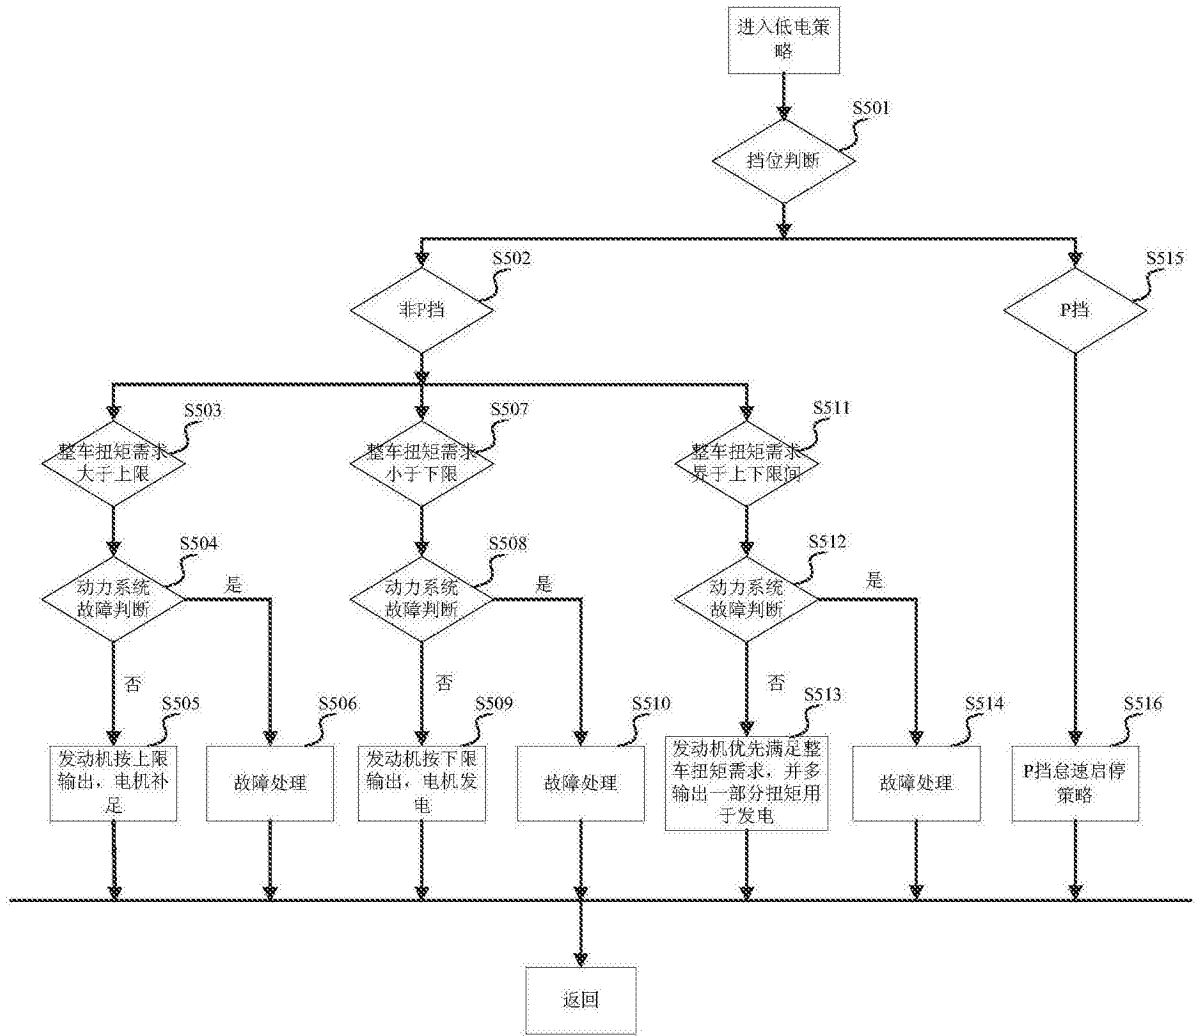 进入低电策
略
S501
挡位判断
S502
非P挡
S515
P挡
S503
整车扭矩需求
大于上限
S507
整车扭矩需求
小于下限
S511
整车扭矩需求
界于上下限间
S504
动力系统
故障判断
是
S508
动力系统
故障判断
是
S512
动力系统
故障判断
是
否
否
否
S505
发动机按上限
输出，电机补
足
S506
故障处理
S509
发动机按下限
输出，电机发
电
S510
故障处理
S513
发动机优先满足整
车扭矩需求，并多
输出一部分扭矩用
于发电
S514
故障处理
S516
P挡怠速启停
策略
返回